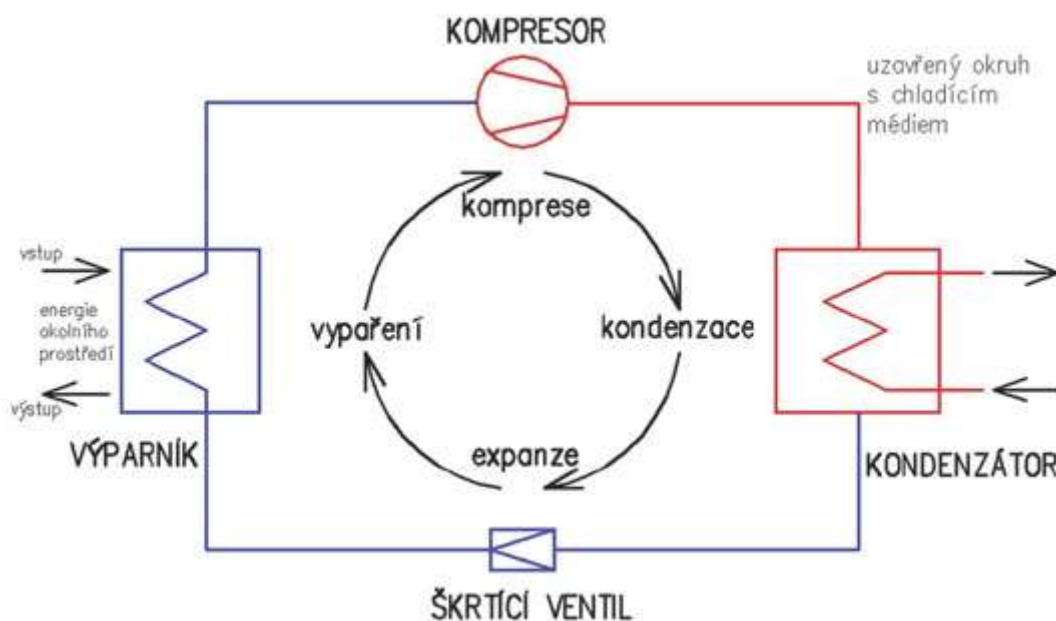 KOMPRESOR
uzavřený okruh
s chladícím
médiem
komprese
vstup
energie
okolního
prostředí
vypaření
kondenzace
výstup
VÝPARNÍK
expanze
KONDENZÁTOR
ŠKRTÍCÍ VENTIL